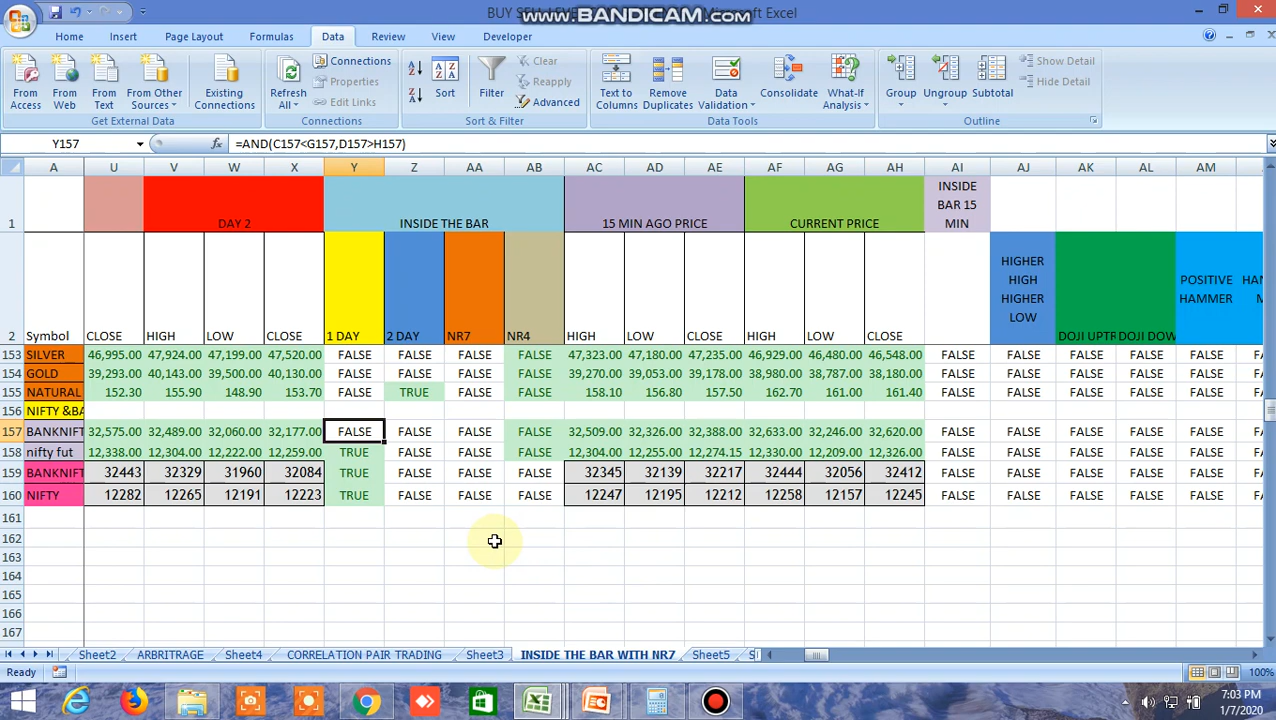 BUY SELL
Microsoft Excel
www.BANDICAM.com
Home Insert Page Layout Formulas Data Review View Developer
From Access
From Web
From Text
From Other Sources
Existing Connections
Get External Data
Refresh All
Connections
Properties
Edit Links
Connections
Sort
Filter
Clear
Reapply
Advanced
Sort & Filter
Text to Columns
Remove Duplicates
Data Validation
Consolidate
What-If Analysis
Data Tools
Group
Ungroup
Subtotal
Show Detail
Hide Detail
Outline
Y157 fx =AND(C157<G157,D157>H157)
A U V W X Y Z AA AB AC AD AE AF AG AH AI AJ AK AL AM
1 DAY 2 INSIDE THE BAR 15 MIN AGO PRICE CURRENT PRICE INSIDE BAR 15 MIN
2 Symbol CLOSE HIGH LOW CLOSE 1 DAY 2 DAY NR7 NR4 HIGH LOW CLOSE HIGH LOW CLOSE HIGHER HIGH HIGHER LOW DOJI UPTR DOJI DOW POSITIVE HAMMER HAN M
153 SILVER 46,995.00 47,924.00 47,199.00 47,520.00 FALSE FALSE FALSE FALSE 47,323.00 47,180.00 47,235.00 46,929.00 46,480.00 46,548.00 FALSE FALSE FALSE FALSE FALSE FA
154 GOLD 39,293.00 40,143.00 39,500.00 40,130.00 FALSE FALSE FALSE FALSE 39,270.00 39,053.00 39,178.00 38,980.00 38,787.00 38,180.00 FALSE FALSE FALSE FALSE FALSE FA
155 NATURAL 152.30 155.90 148.90 153.70 FALSE TRUE FALSE FALSE 158.10 156.80 157.50 162.70 161.00 161.40 FALSE FALSE FALSE FALSE FALSE FA
156 NIFTY &BA
157 BANKNIFT 32,575.00 32,489.00 32,060.00 32,177.00 FALSE FALSE FALSE FALSE 32,509.00 32,326.00 32,388.00 32,633.00 32,246.00 32,620.00 FALSE FALSE FALSE FALSE FALSE FA
158 nifty fut 12,338.00 12,304.00 12,222.00 12,259.00 TRUE FALSE FALSE FALSE 12,304.00 12,255.00 12,274.15 12,330.00 12,209.00 12,326.00 FALSE FALSE FALSE FALSE FALSE FA
159 BANKNIFT 32443 32329 31960 32084 TRUE FALSE FALSE FALSE 32345 32139 32217 32444 32056 32412 FALSE FALSE FALSE FALSE FALSE FA
160 NIFTY 12282 12265 12191 12223 TRUE FALSE FALSE FALSE 12247 12195 12212 12258 12157 12245 FALSE FALSE FALSE FALSE FALSE FA
161
162
163
164
165
166
167
Sheet2 ARBRITRAGE Sheet4 CORRELATION PAIR TRADING Sheet3 INSIDE THE BAR WITH NR7 Sheet5 S
Ready 100%
7:03 PM
1/7/2020